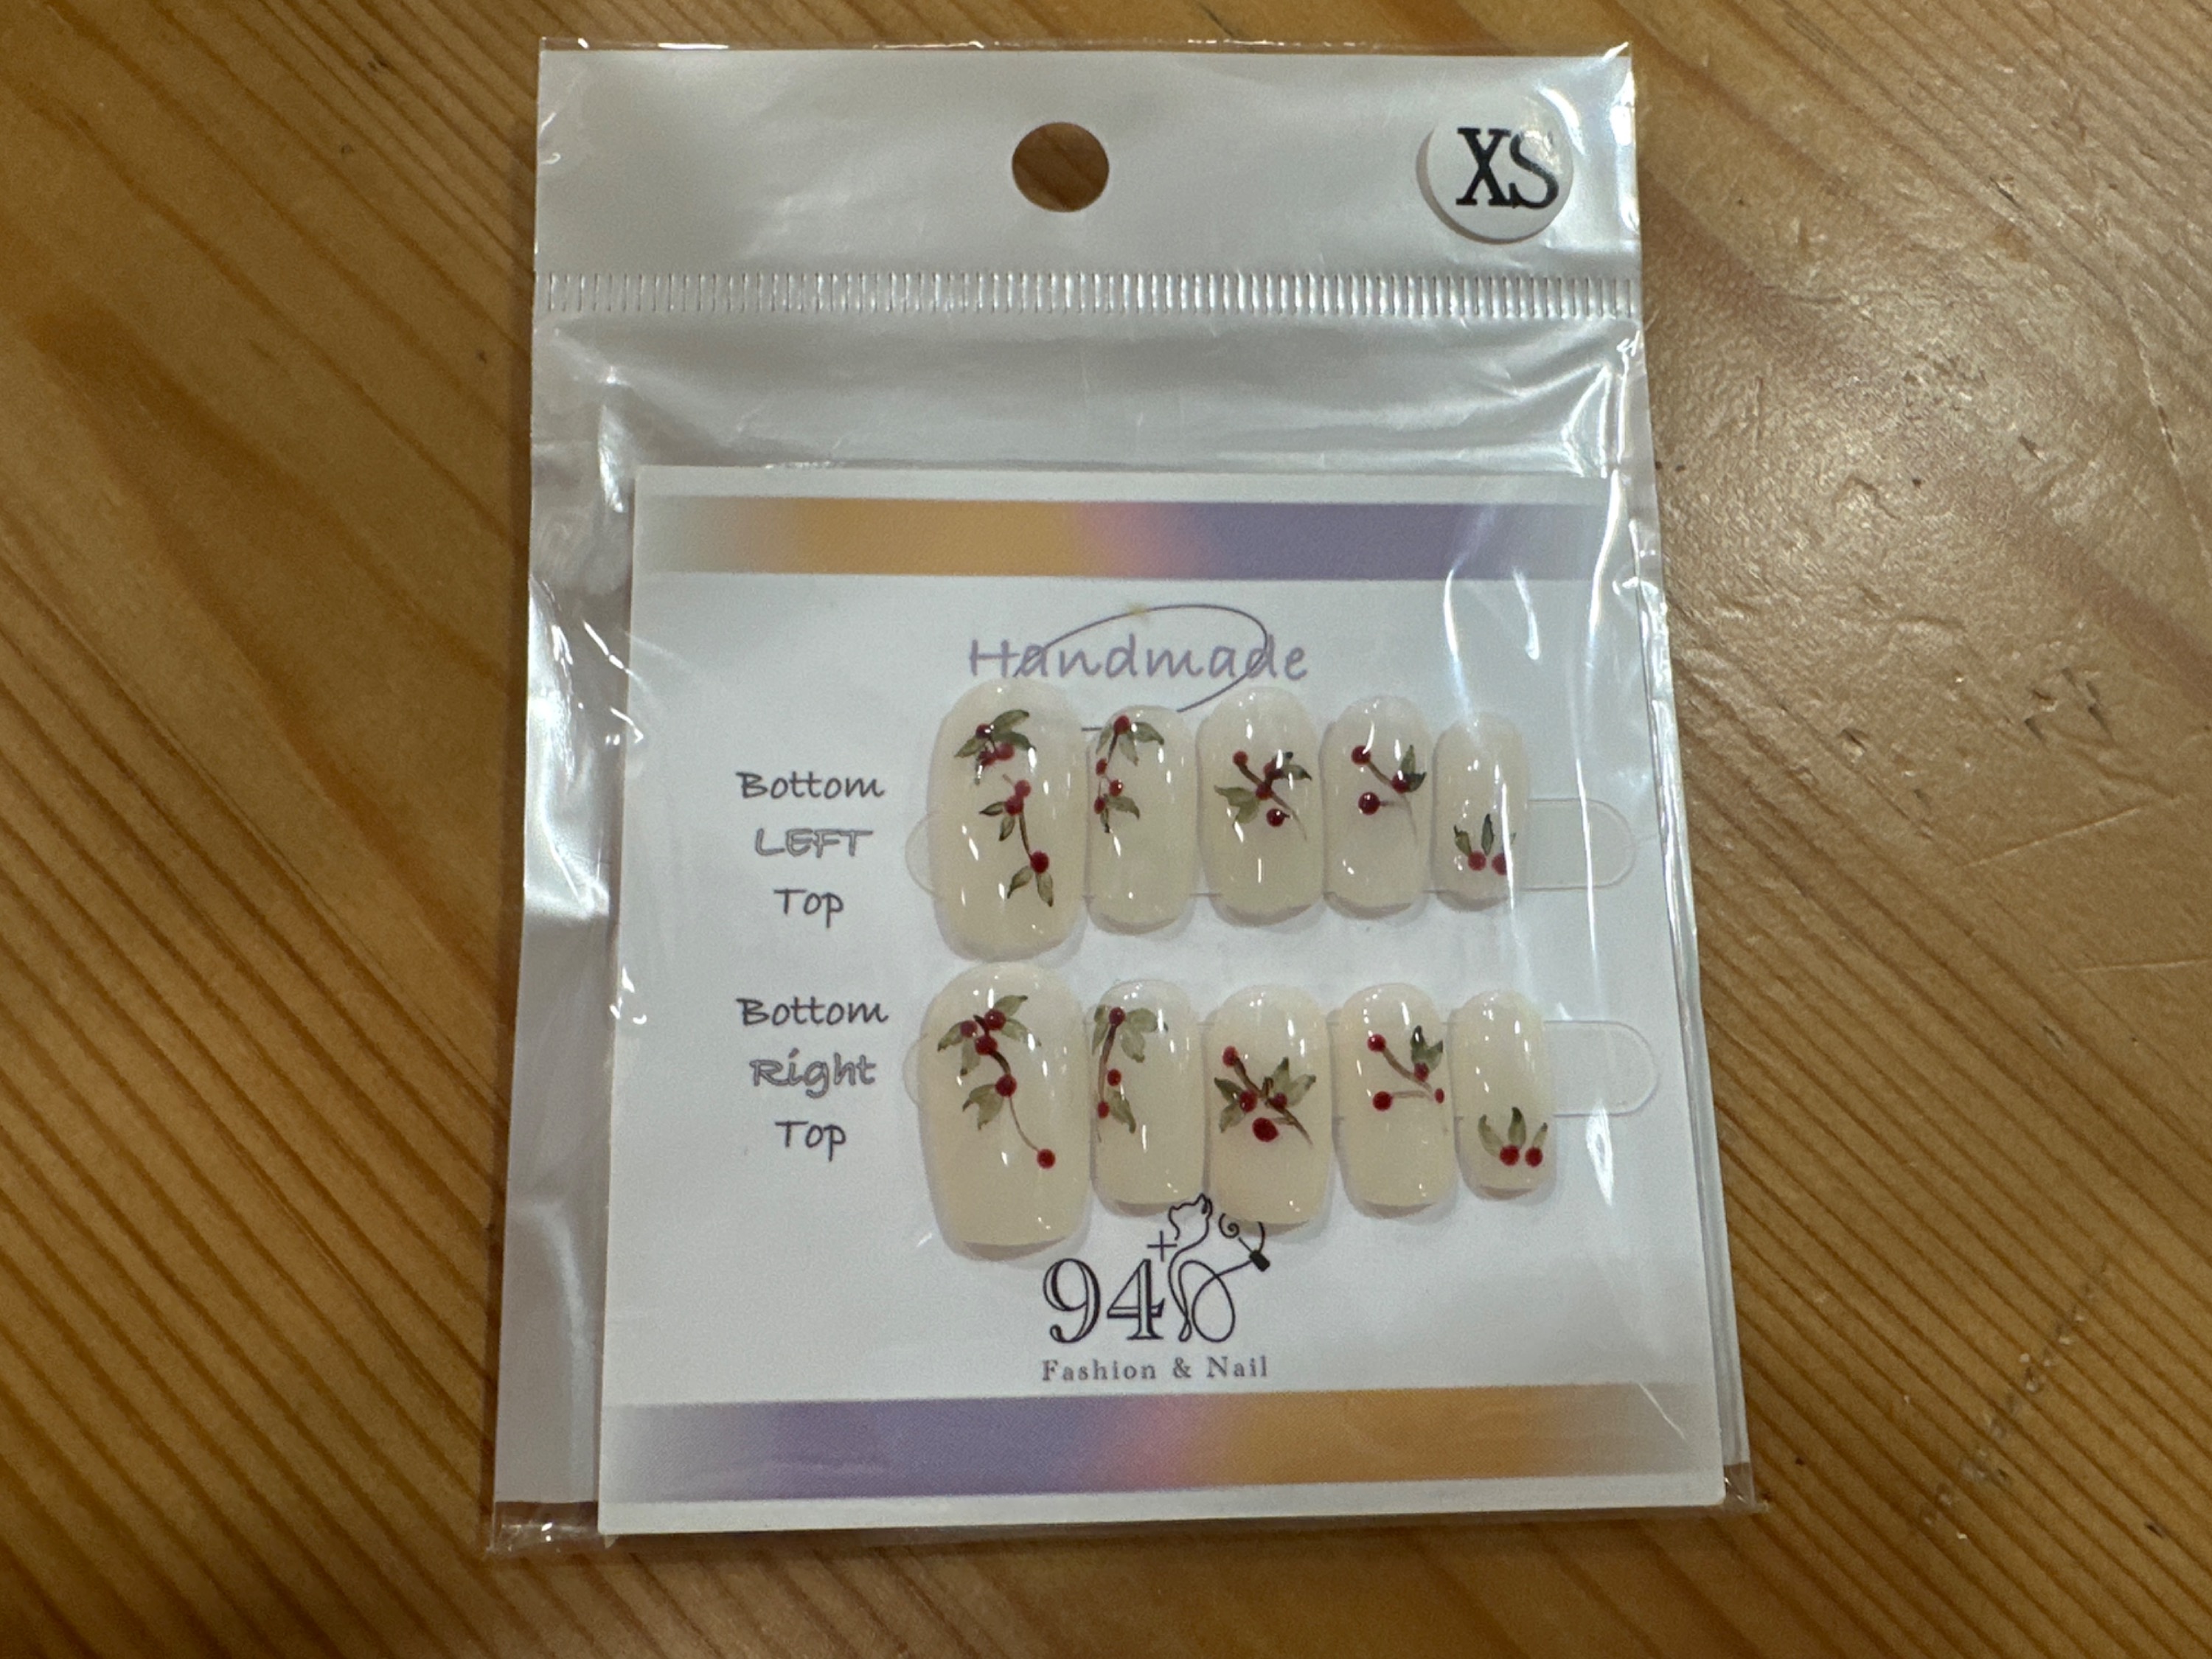 XS
Handmade
Bottom
LEFT
Top
Bottom
Right
Top
94+
Fashion & Nail